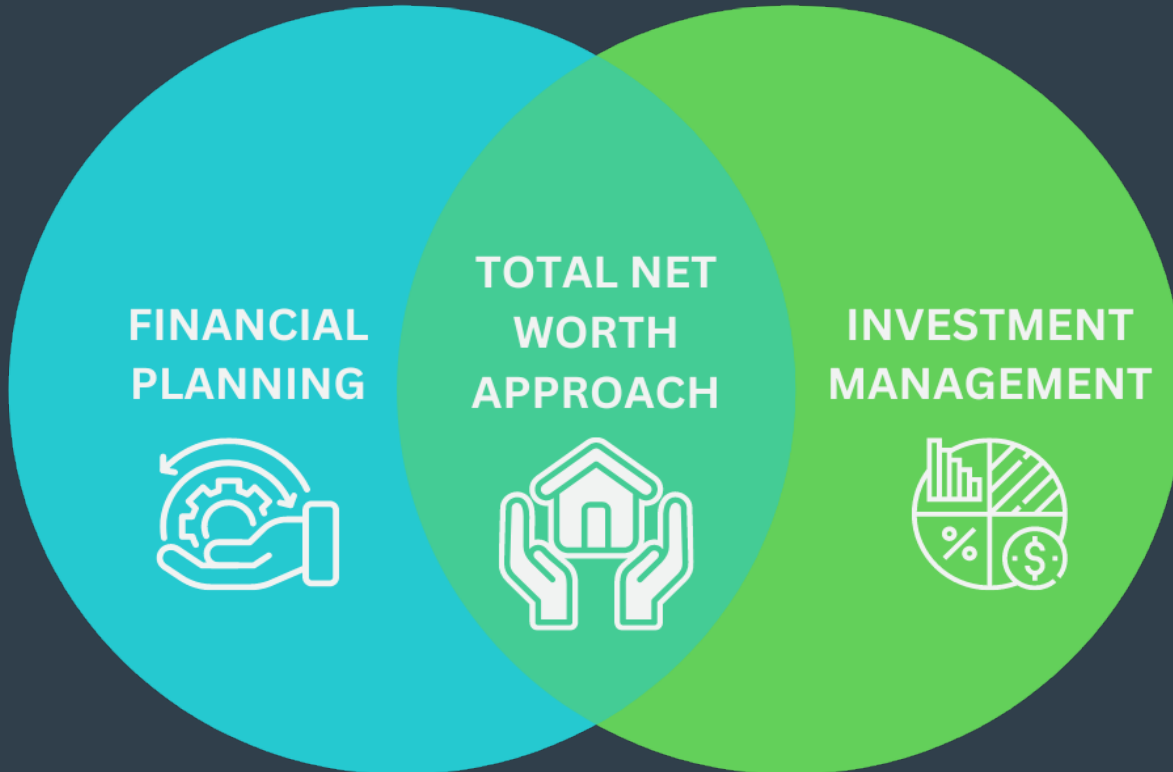 FINANCIAL
PLANNING
TOTAL NET
WORTH
APPROACH
INVESTMENT
MANAGEMENT
%
$